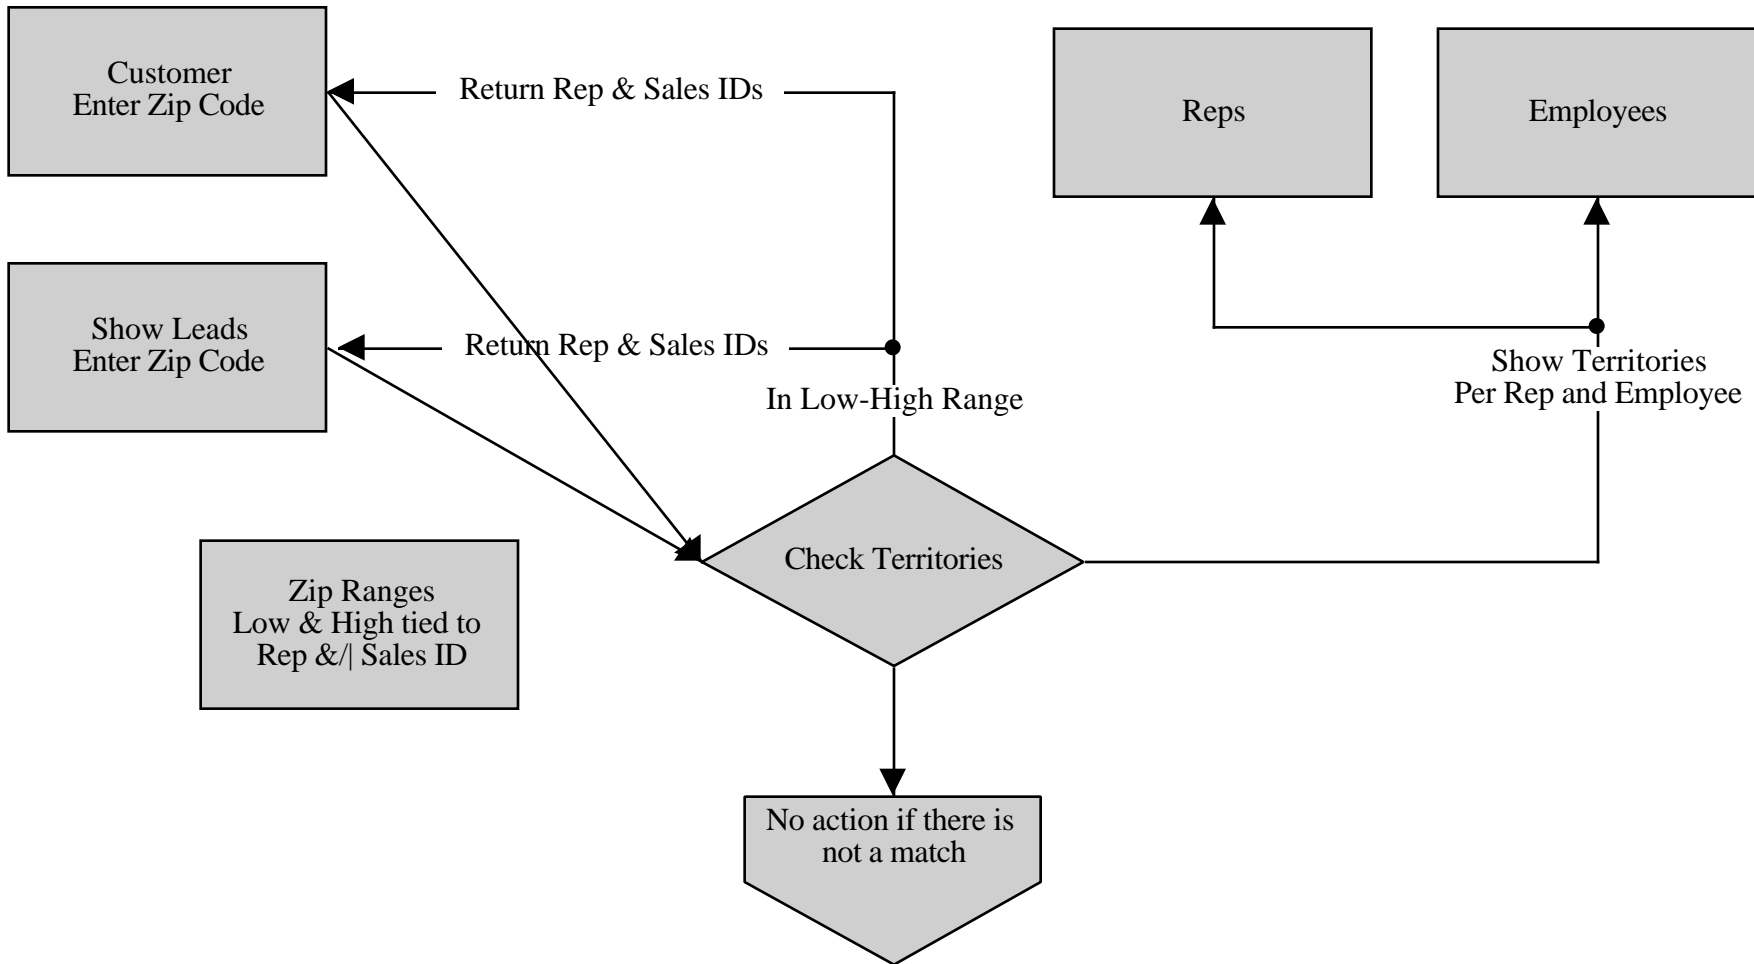 Customer
Enter Zip Code
Return Rep & Sales IDs
Reps
Employees
Show Leads
Enter Zip Code
Return Rep & Sales IDs
In Low-High Range
Show Territories
Per Rep and Employee
Check Territories
Zip Ranges
Low & High tied to
Rep &/| Sales ID
No action if there is
not a match